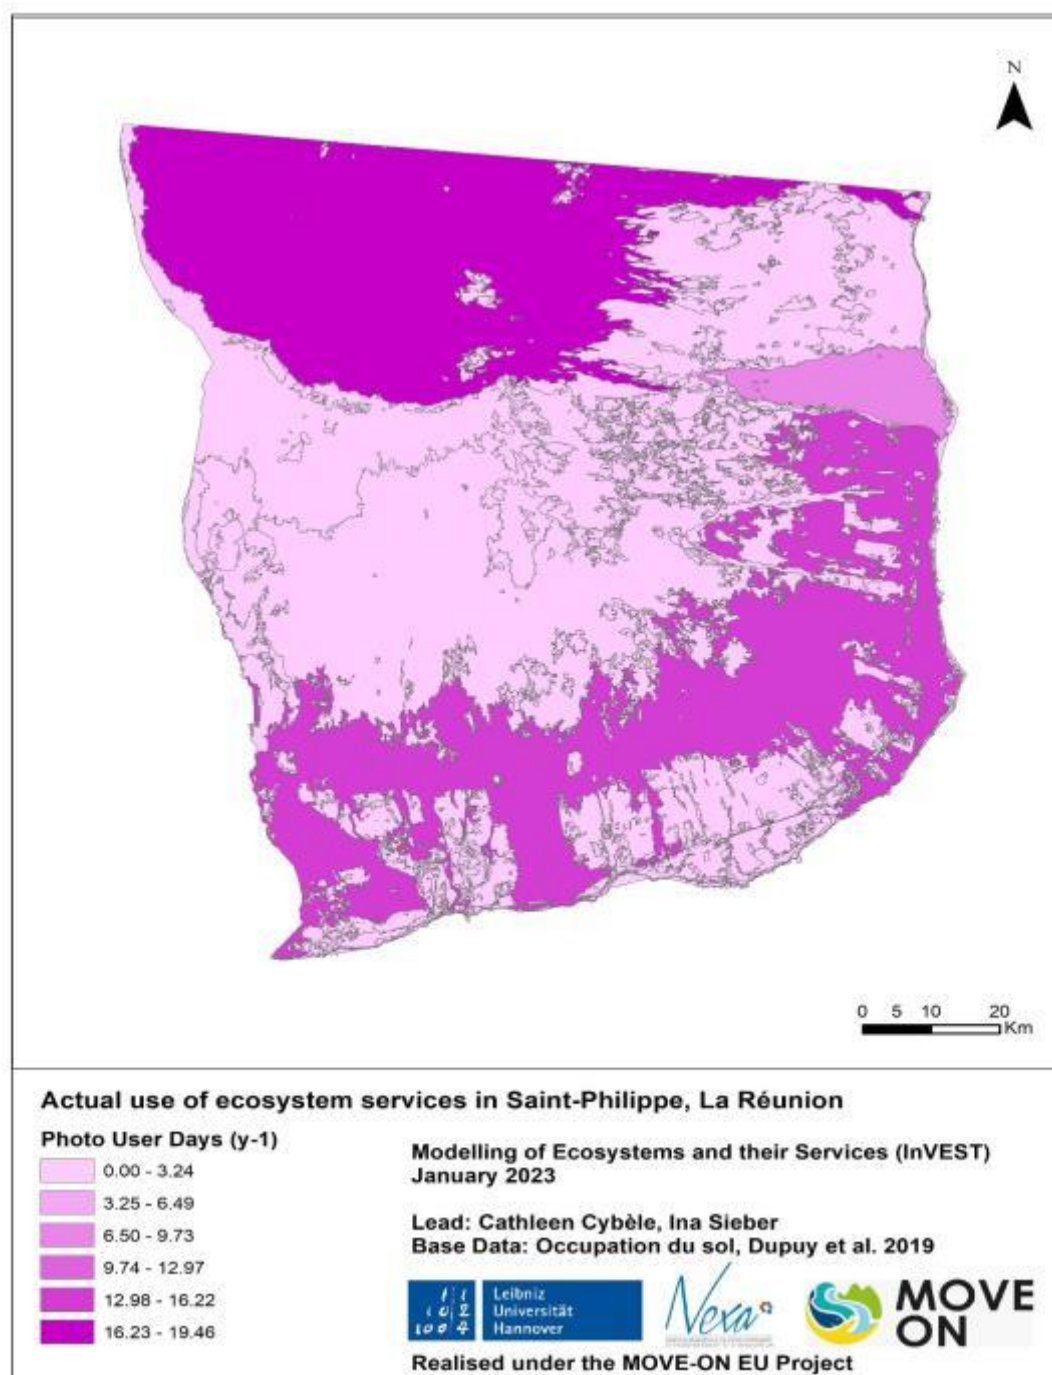 N
0 5 10 20
Km
Actual use of ecosystem services in Saint-Philippe, La Réunion
Photo User Days (y-1)
0.00 - 3.24
3.25 - 6.49
6.50 - 9.73
9.74 - 12.97
12.98 - 16.22
16.23 - 19.46
Modelling of Ecosystems and their Services (InVEST)
January 2023
Lead: Cathleen Cybèle, Ina Sieber
Base Data: Occupation du sol, Dupuy et al. 2019
Leibniz
Universität
Hannover
Nexa
MOVE
ON
Realised under the MOVE-ON EU Project